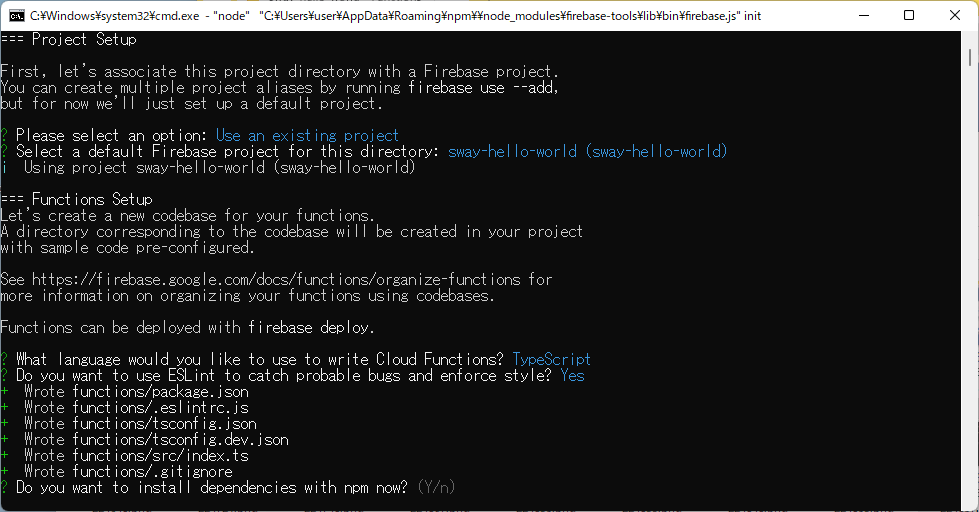 C:¥Windows¥system32¥cmd.exe - "node" "C:¥Users¥user¥AppData¥Roaming¥npm¥¥node_modules¥firebase-tools¥lib¥bin¥firebase.js" init
=== Project Setup
First, let's associate this project directory with a Firebase project.
You can create multiple project aliases by running firebase use --add,
but for now we'll just set up a default project.
? Please select an option: Use an existing project
? Select a default Firebase project for this directory: sway-hello-world (sway-hello-world)
i  Using project sway-hello-world (sway-hello-world)
=== Functions Setup
Let's create a new codebase for your functions.
A directory corresponding to the codebase will be created in your project
with sample code pre-configured.
See https://firebase.google.com/docs/functions/organize-functions for
more information on organizing your functions using codebases.
Functions can be deployed with firebase deploy.
? What language would you like to use to write Cloud Functions? TypeScript
? Do you want to use ESLint to catch probable bugs and enforce style? Yes
+  Wrote functions/package.json
+  Wrote functions/.eslintrc.js
+  Wrote functions/tsconfig.json
+  Wrote functions/tsconfig.dev.json
+  Wrote functions/src/index.ts
+  Wrote functions/.gitignore
? Do you want to install dependencies with npm now? (Y/n)